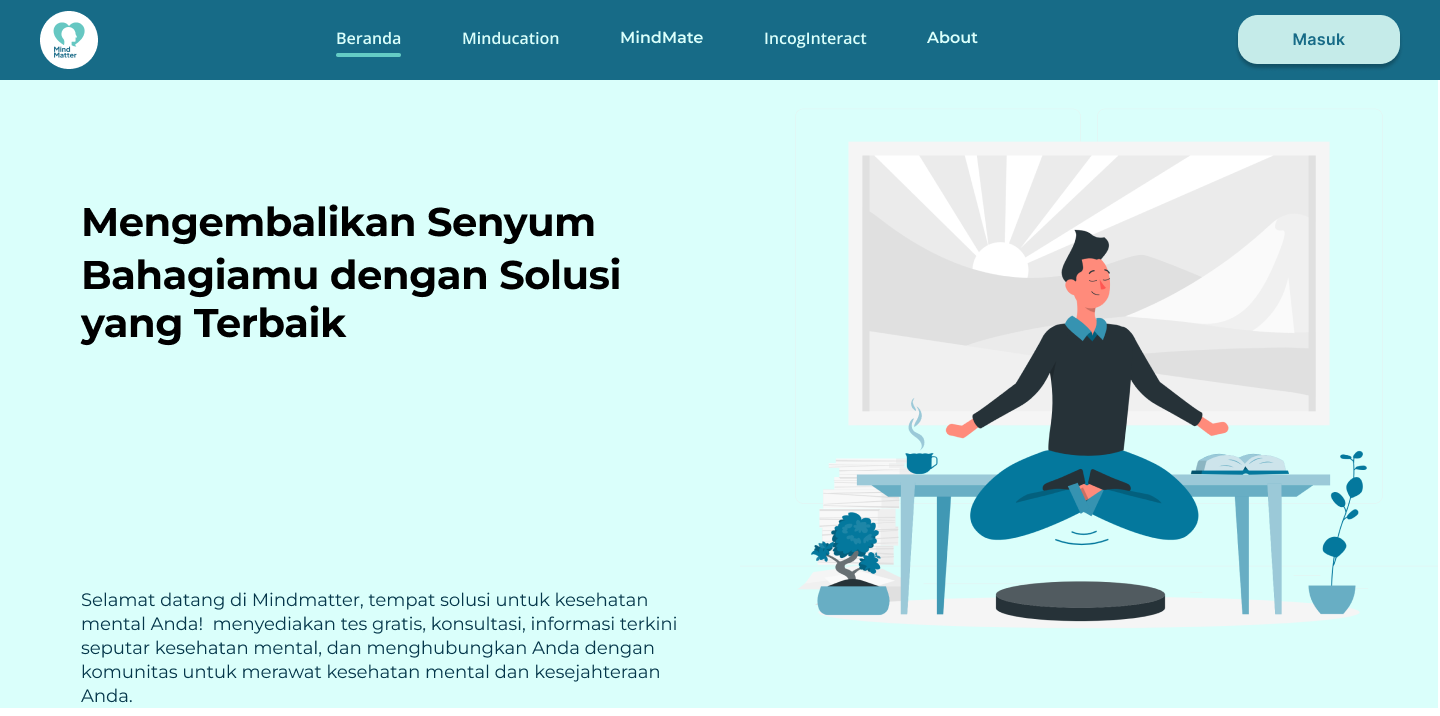 Mind
Matter
Beranda
Minducation
MindMate
IncogInteract
About
Masuk
Mengembalikan Senyum
Bahagiamu dengan Solusi
yang Terbaik
Selamat datang di Mindmatter, tempat solusi untuk kesehatan
mental Anda!  menyediakan tes gratis, konsultasi, informasi terkini
seputar kesehatan mental, dan menghubungkan Anda dengan
komunitas untuk merawat kesehatan mental dan kesejahteraan
Anda.